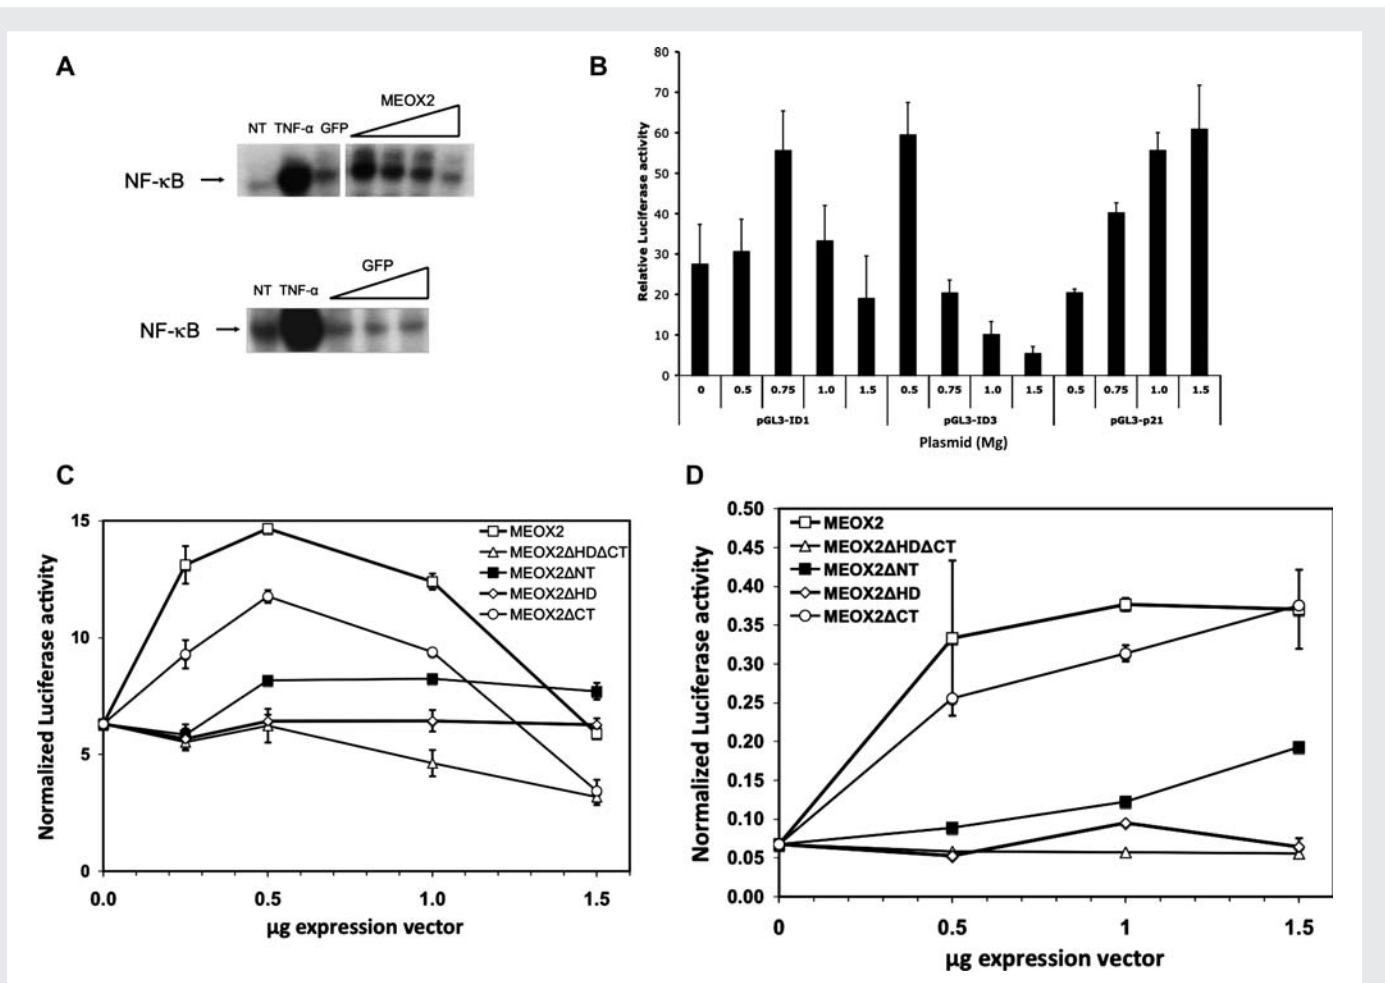 A
MEOX2
NT TNF-α GFP
NF-κB
GFP
NT TNF-α
NF-κB
B
80
70
60
50
40
30
20
10
0
Relative Luciferase activity
0 0.5 0.75 1.0 1.5 0.5 0.75 1.0 1.5 0.5 0.75 1.0 1.5
pGL3-ID1 pGL3-ID3 pGL3-p21
Plasmid (Mg)
C
15
10
5
0
Normalized Luciferase activity
MEOX2
MEOX2ΔHDΔCT
MEOX2ΔNT
MEOX2ΔHD
MEOX2ΔCT
0.0 0.5 1.0 1.5
μg expression vector
D
0.50
0.45
0.40
0.35
0.30
0.25
0.20
0.15
0.10
0.05
0.00
Normalized Luciferase activity
MEOX2
MEOX2ΔHDΔCT
MEOX2ΔNT
MEOX2ΔHD
MEOX2ΔCT
0 0.5 1 1.5
μg expression vector